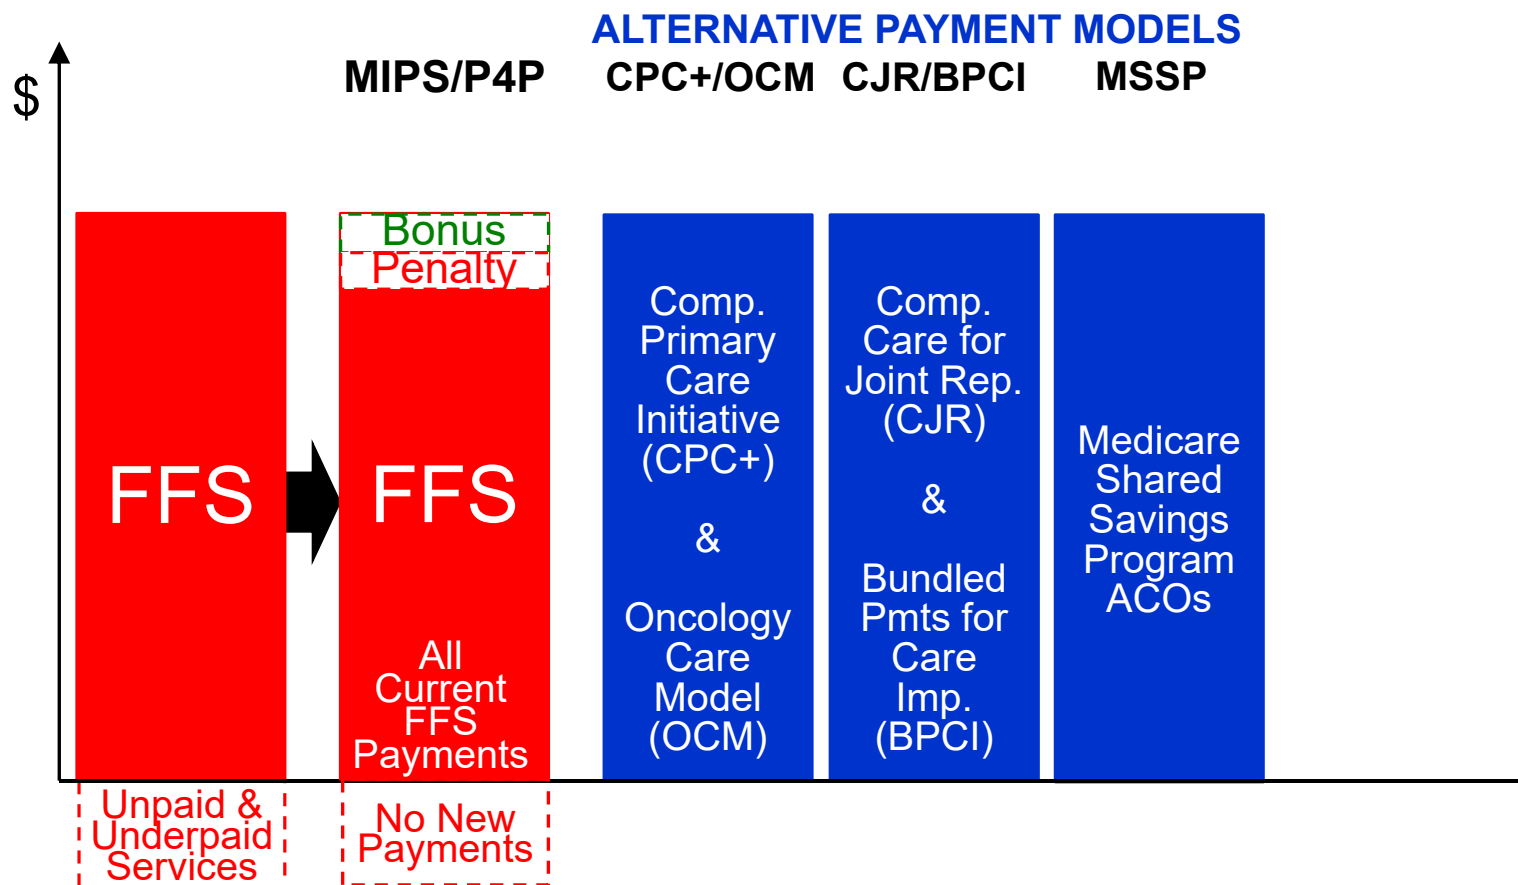 ALTERNATIVE PAYMENT MODELS
$
MIPS/P4P
CPC+/OCM
CJR/BPCI
MSSP
FFS
Unpaid &
Underpaid
Services
Bonus
Penalty
FFS
All
Current
FFS
Payments
No New
Payments
Comp.
Primary
Care
Initiative
(CPC+)
&
Oncology
Care
Model
(OCM)
Comp.
Care for
Joint Rep.
(CJR)
&
Bundled
Pmts for
Care
Imp.
(BPCI)
Medicare
Shared
Savings
Program
ACOs